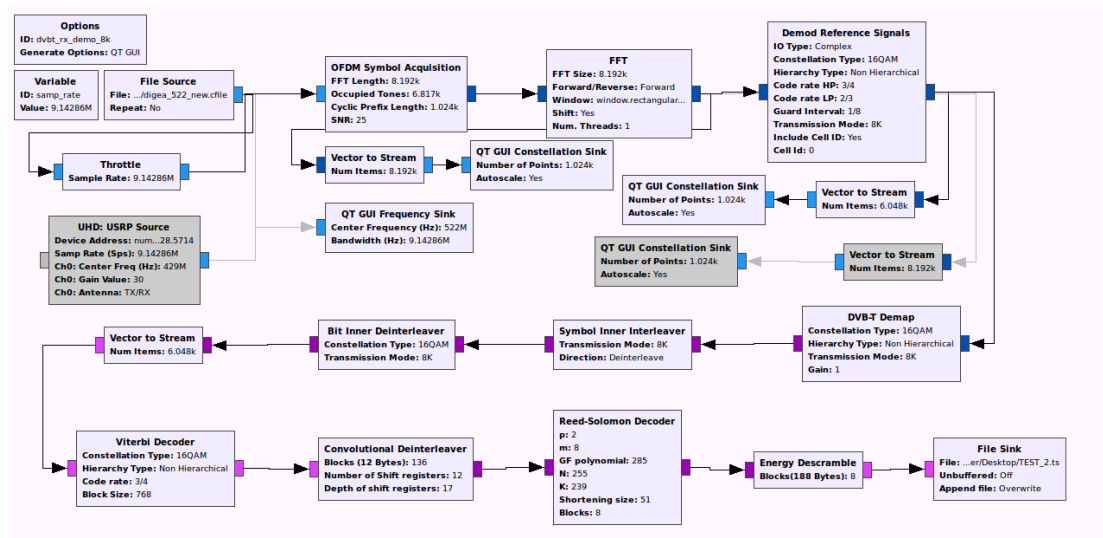 Options
ID: dvbt_rx_demo_8k
Generate Options: QT GUI
Variable
ID: samp_rate
Value: 9.14286M
File Source
File: .../digea_522_new.cfile
Repeat: No
OFDM Symbol Acquisition
FFT Length: 8.192k
Occupied Tones: 6.817k
Cyclic Prefix Length: 1.024k
SNR: 25
FFT
FFT Size: 8.192k
Forward/Reverse: Forward
Window: window.rectangular...
Shift: Yes
Num. Threads: 1
Demod Reference Signals
IO Type: Complex
Constellation Type: 16QAM
Hierarchy Type: Non Hierarchical
Code rate HP: 3/4
Code rate LP: 2/3
Guard Interval: 1/8
Transmission Mode: 8K
Include Cell ID: Yes
Cell Id: 0
Throttle
Sample Rate: 9.14286M
Vector to Stream
Num Items: 8.192k
QT GUI Constellation Sink
Number of Points: 1.024k
Autoscale: Yes
QT GUI Constellation Sink
Number of Points: 1.024k
Autoscale: Yes
Vector to Stream
Num Items: 6.048k
UHD: USRP Source
Device Address: num...28.5714
Samp Rate (Sps): 9.14286M
Ch0: Center Freq (Hz): 429M
Ch0: Gain Value: 30
Ch0: Antenna: TX/RX
QT GUI Frequency Sink
Center Frequency (Hz): 522M
Bandwidth (Hz): 9.14286M
QT GUI Constellation Sink
Number of Points: 1.024k
Autoscale: Yes
Vector to Stream
Num Items: 8.192k
Vector to Stream
Num Items: 6.048k
Bit Inner Deinterleaver
Constellation Type: 16QAM
Transmission Mode: 8K
Symbol Inner Interleaver
Transmission Mode: 8K
Direction: Deinterleave
DVB-T Demap
Constellation Type: 16QAM
Hierarchy Type: Non Hierarchical
Transmission Mode: 8K
Gain: 1
Viterbi Decoder
Constellation Type: 16QAM
Hierarchy Type: Non Hierarchical
Code rate: 3/4
Block Size: 768
Convolutional Deinterleaver
Blocks (12 Bytes): 136
Number of Shift registers: 12
Depth of shift registers: 17
Reed-Solomon Decoder
p: 2
m: 8
GF polynomial: 285
N: 255
K: 239
Shortening size: 51
Blocks: 8
Energy Descramble
Blocks(188 Bytes): 8
File Sink
File: ...er/Desktop/TEST_2.ts
Unbuffered: Off
Append file: Overwrite